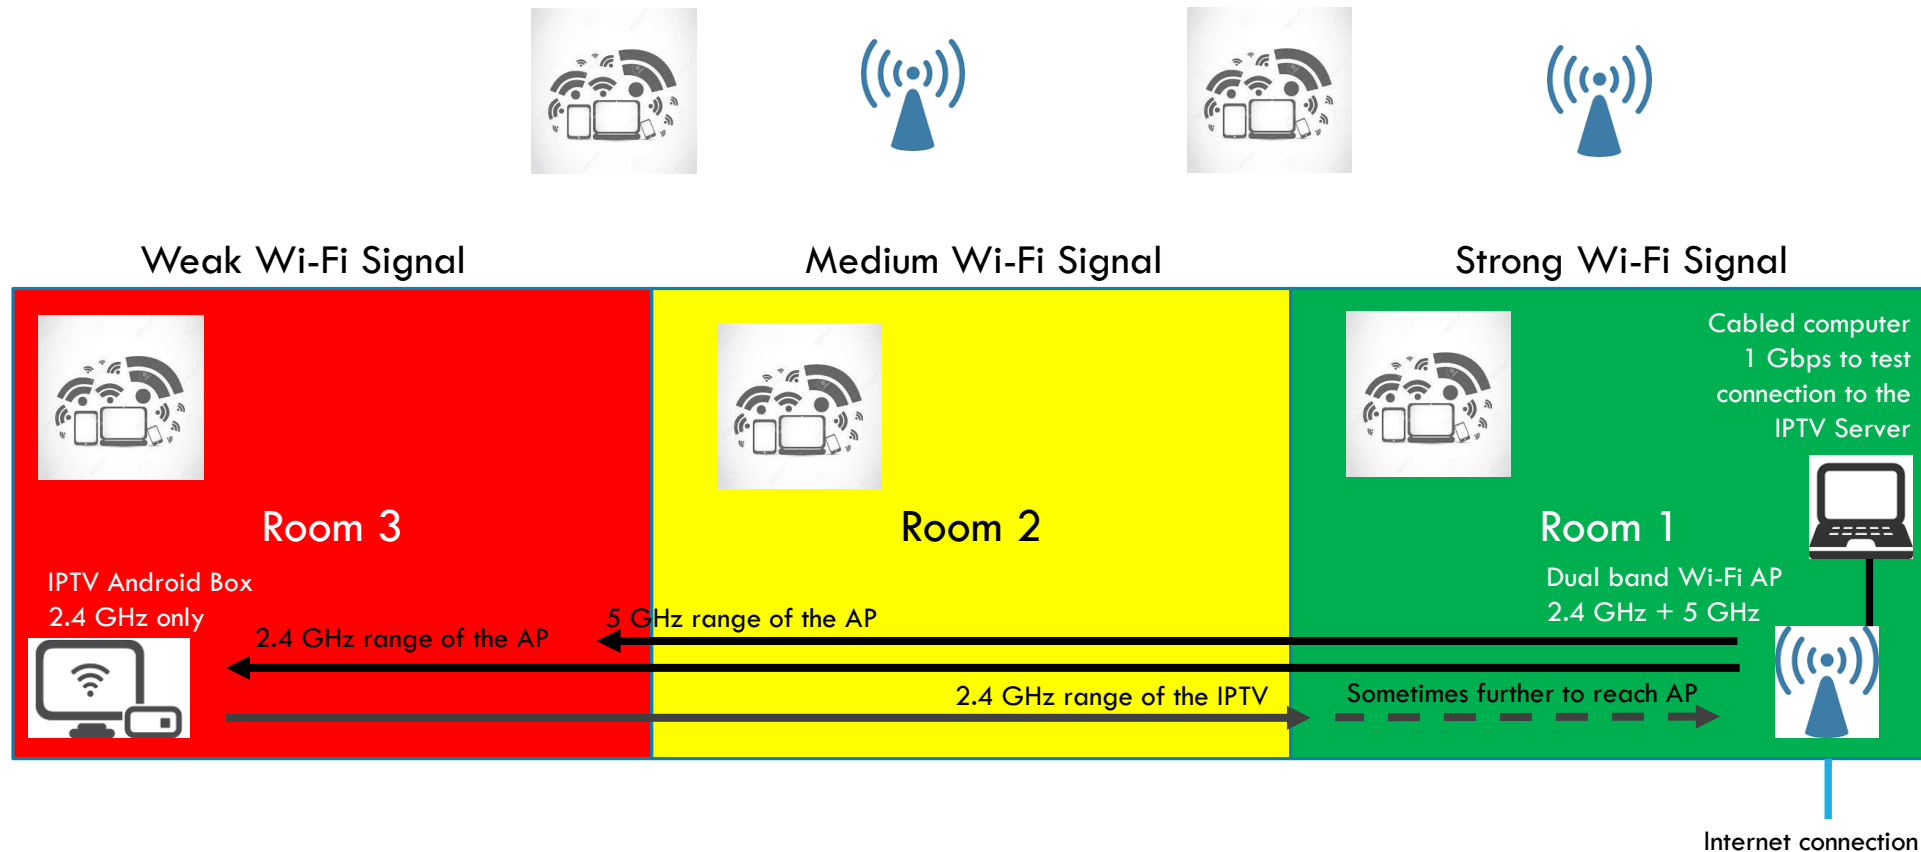 Weak Wi-Fi Signal
Medium Wi-Fi Signal
Strong Wi-Fi Signal
Cabled computer
1 Gbps to test
connection to the
IPTV Server
Room 3
Room 2
Room 1
IPTV Android Box
2.4 GHz only
Dual band Wi-Fi AP
2.4 GHz + 5 GHz
5 GHz range of the AP
2.4 GHz range of the AP
2.4 GHz range of the IPTV
Sometimes further to reach AP
Internet connection